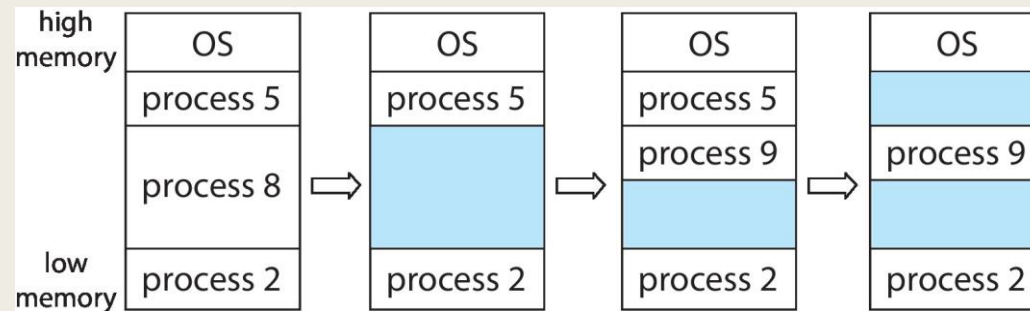 high
memory
OS
process 5
process 8
process 2
low
memory
OS
process 5
process 2
OS
process 5
process 9
process 2
OS
process 9
process 2